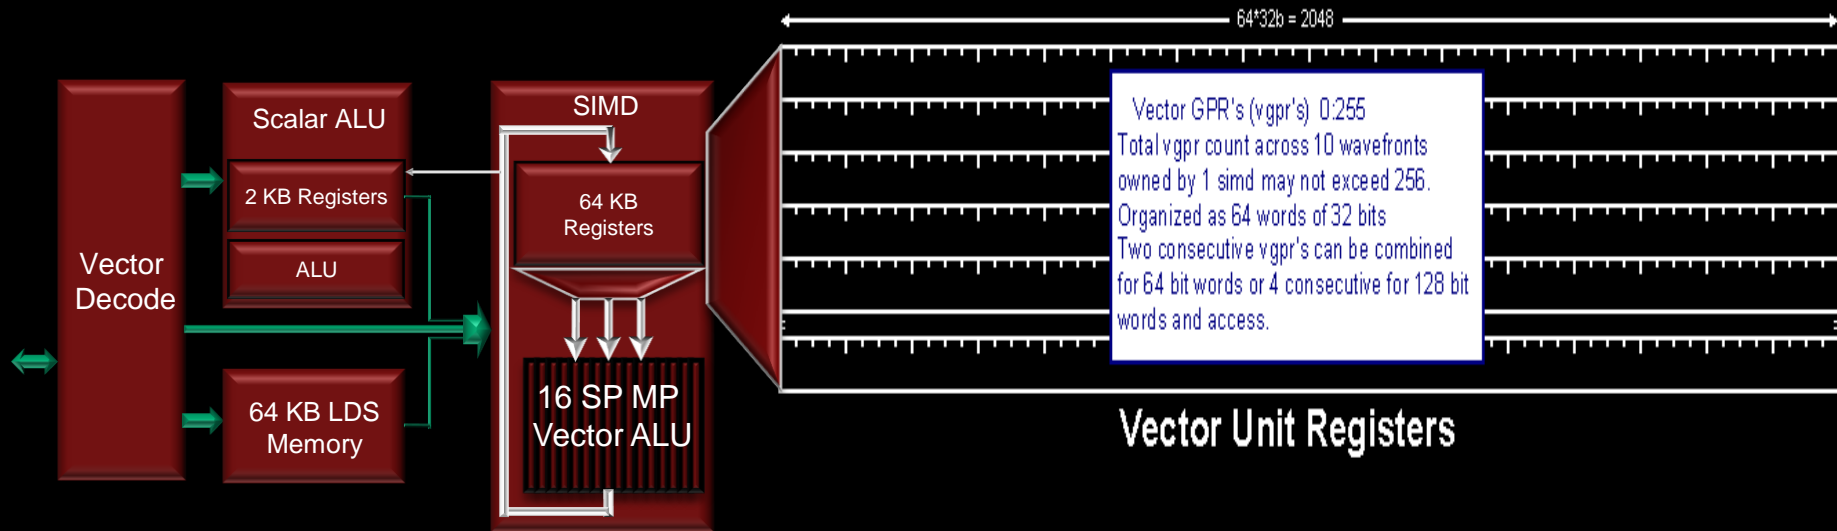 64*32b = 2048
Vector
Decode
Scalar ALU
2 KB Registers
ALU
64 KB LDS
Memory
SIMD
64 KB
Registers
16 SP MP
Vector ALU
Vector GPR's (vgpr's) 0:255
Total vgpr count across 10 wavefronts
owned by 1 simd may not exceed 256.
Organized as 64 words of 32 bits
Two consecutive vgpr's can be combined
for 64 bit words or 4 consecutive for 128 bit
words and access.
Vector Unit Registers